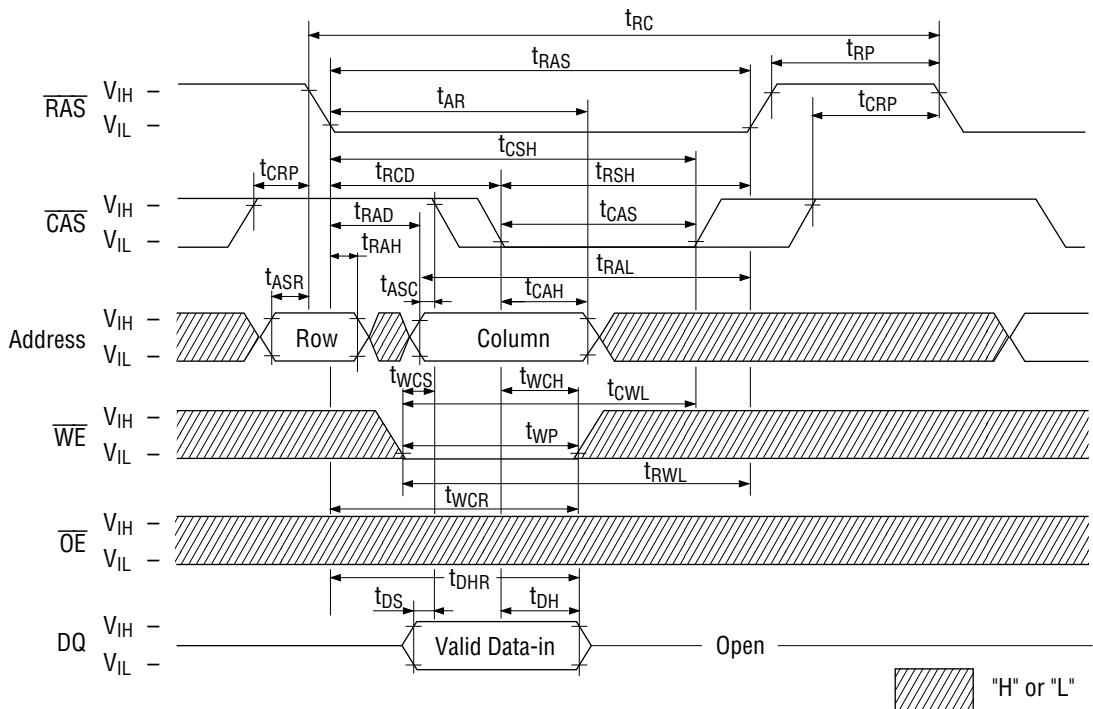 tRC
tRAS
tRP
RAS
VIH –
VIL –
tAR
tCRP
tCSH
tCRP
tRCD
tRSH
CAS
VIH –
VIL –
tRAD
tCAS
tRAH
tRAL
tASR
tASC
tCAH
Address
VIH –
VIL –
Row
Column
tWCS
tWCH
tCWL
WE
VIH –
VIL –
tWP
tRWL
tWCR
OE
VIH –
VIL –
tDHR
tDS
tDH
DQ
VIH –
VIL –
Valid Data-in
Open
"H" or "L"